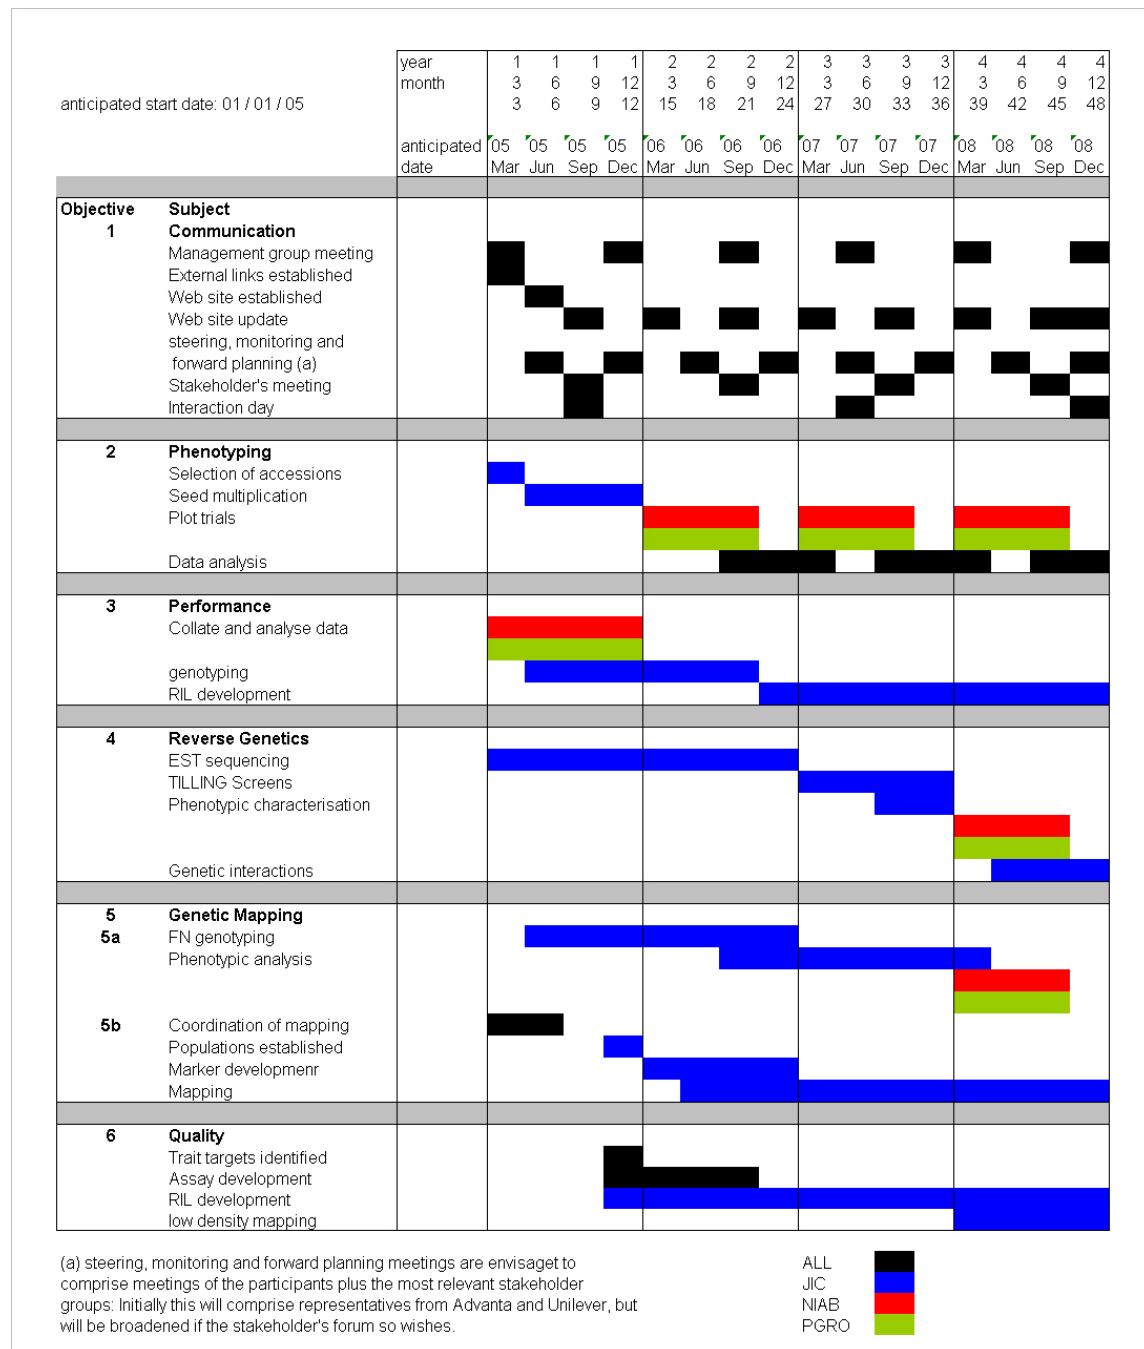 year 1 1 1 1 2 2 2 2 3 3 3 3 4 4 4 4
month 3 6 9 12 3 6 9 12 3 6 9 12 3 6 9 12
anticipated start date: 01 / 01 / 05 3 6 9 12 15 18 21 24 27 30 33 36 39 42 45 48
anticipated '05 '05 '05 '05 '06 '06 '06 '06 '07 '07 '07 '07 '08 '08 '08 '08
date Mar Jun Sep Dec Mar Jun Sep Dec Mar Jun Sep Dec Mar Jun Sep Dec
Objective Subject
1 Communication
Management group meeting
External links established
Web site established
Web site update
steering, monitoring and
forward planning (a)
Stakeholder's meeting
Interaction day
2 Phenotyping
Selection of accessions
Seed multiplication
Plot trials
Data analysis
3 Performance
Collate and analyse data
genotyping
RIL development
4 Reverse Genetics
EST sequencing
TILLING Screens
Phenotypic characterisation
Genetic interactions
5 Genetic Mapping
5a FN genotyping
Phenotypic analysis
5b Coordination of mapping
Populations established
Marker developmenr
Mapping
6 Quality
Trait targets identified
Assay development
RIL development
low density mapping
(a) steering, monitoring and forward planning meetings are envisaget to
comprise meetings of the participants plus the most relevant stakeholder
groups: Initially this will comprise representatives from Advanta and Unilever, but
will be broadened if the stakeholder's forum so wishes.
ALL
JIC
NIAB
PGRO